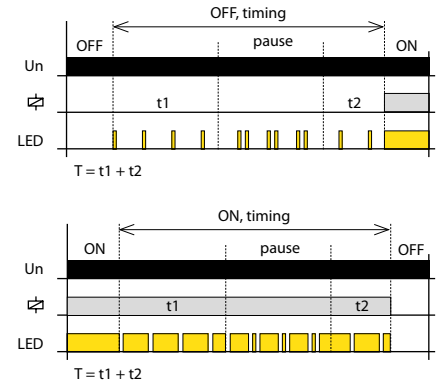 OFF, timing
OFF pause ON
Un
t1 t2
LED
T = t1 + t2
ON, timing
ON pause OFF
Un
t1 t2
LED
T = t1 + t2